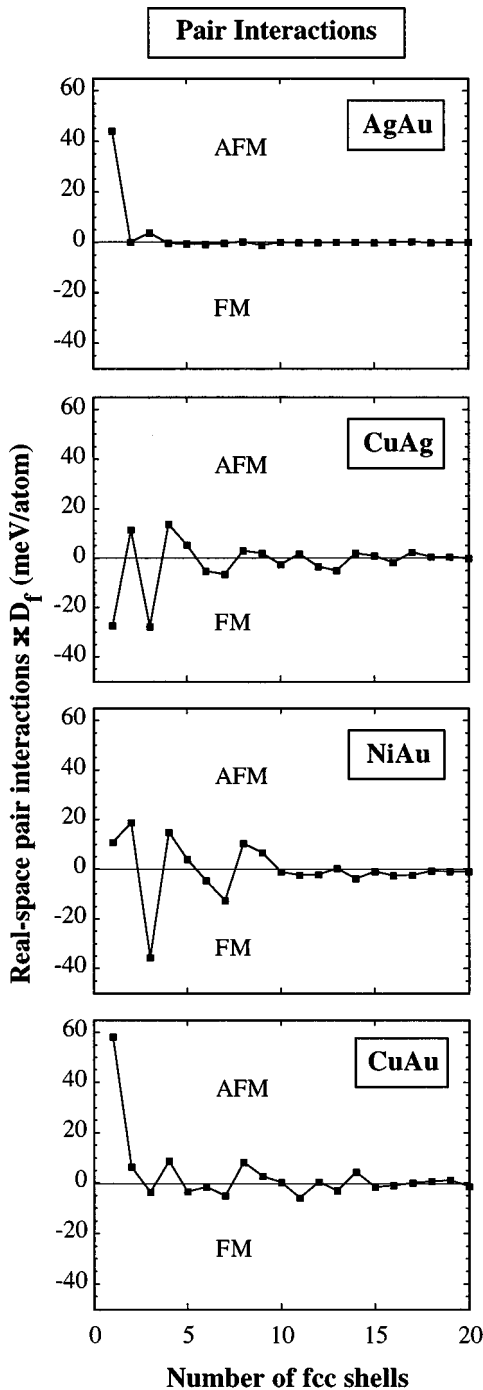 Pair Interactions
Real-space pair interactions x D_f (meV/atom)
60
40
20
0
-20
-40
AgAu
AFM
FM
60
40
20
0
-20
-40
CuAg
AFM
FM
60
40
20
0
-20
-40
NiAu
AFM
FM
60
40
20
0
-20
-40
CuAu
AFM
FM
0 5 10 15 20
Number of fcc shells